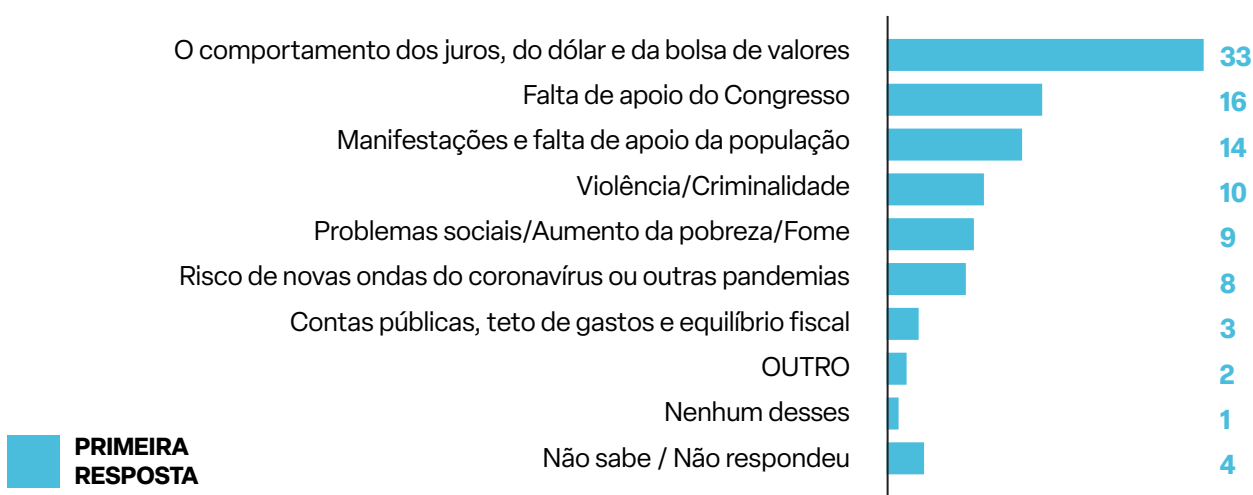 O comportamento dos juros, do dólar e da bolsa de valores 33
Falta de apoio do Congresso 16
Manifestações e falta de apoio da população 14
Violência/Criminalidade 10
Problemas sociais/Aumento da pobreza/Fome 9
Risco de novas ondas do coronavírus ou outras pandemias 8
Contas públicas, teto de gastos e equilíbrio fiscal 3
OUTRO 2
Nenhum desses 1
Não sabe / Não respondeu 4
PRIMEIRA
RESPOSTA